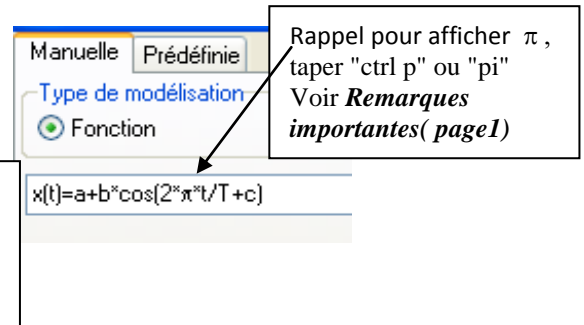 Manuelle Prédéfinie
Type de modélisation
Fonction
x(t)=a+b*cos(2*π*t/T+c)
Rappel pour afficher π ,
taper "ctrl p" ou "pi"
Voir Remarques
importantes( page1)